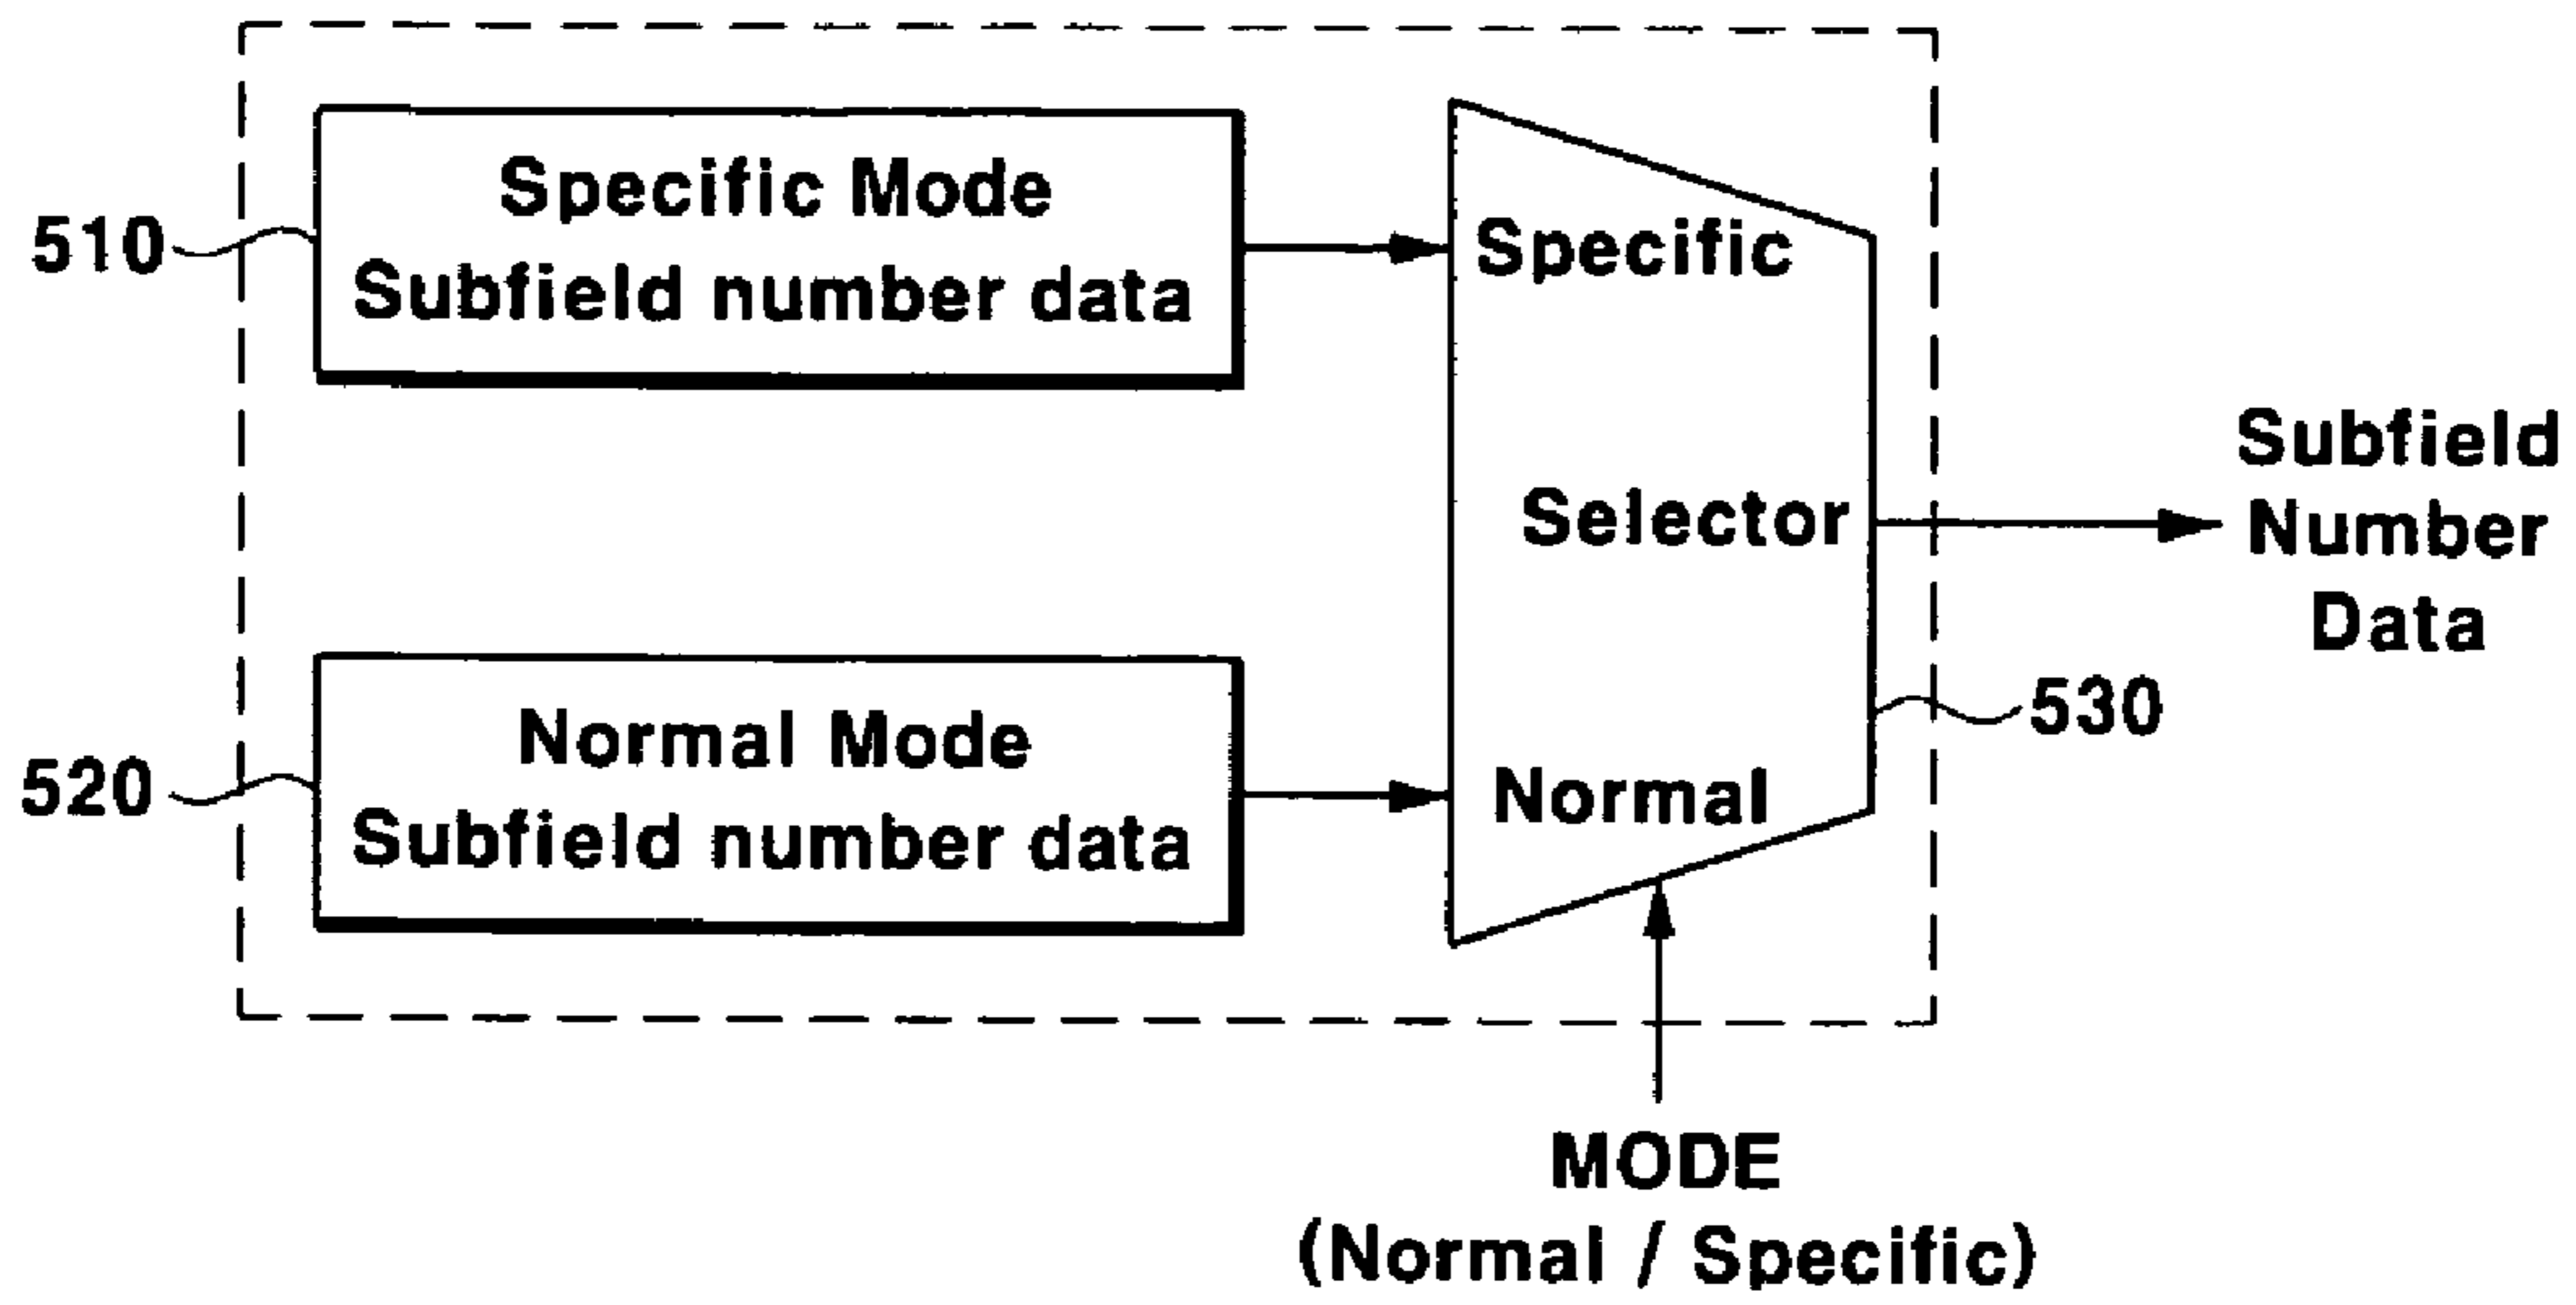 510
Specific Mode
Subfield number data
Specific
Selector
Subfield
Number
Data
530
520
Normal Mode
Subfield number data
Normal
MODE
(Normal / Specific)